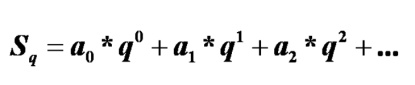 S_q = a_0 * q^0 + a_1 * q^1 + a_2 * q^2 + ...